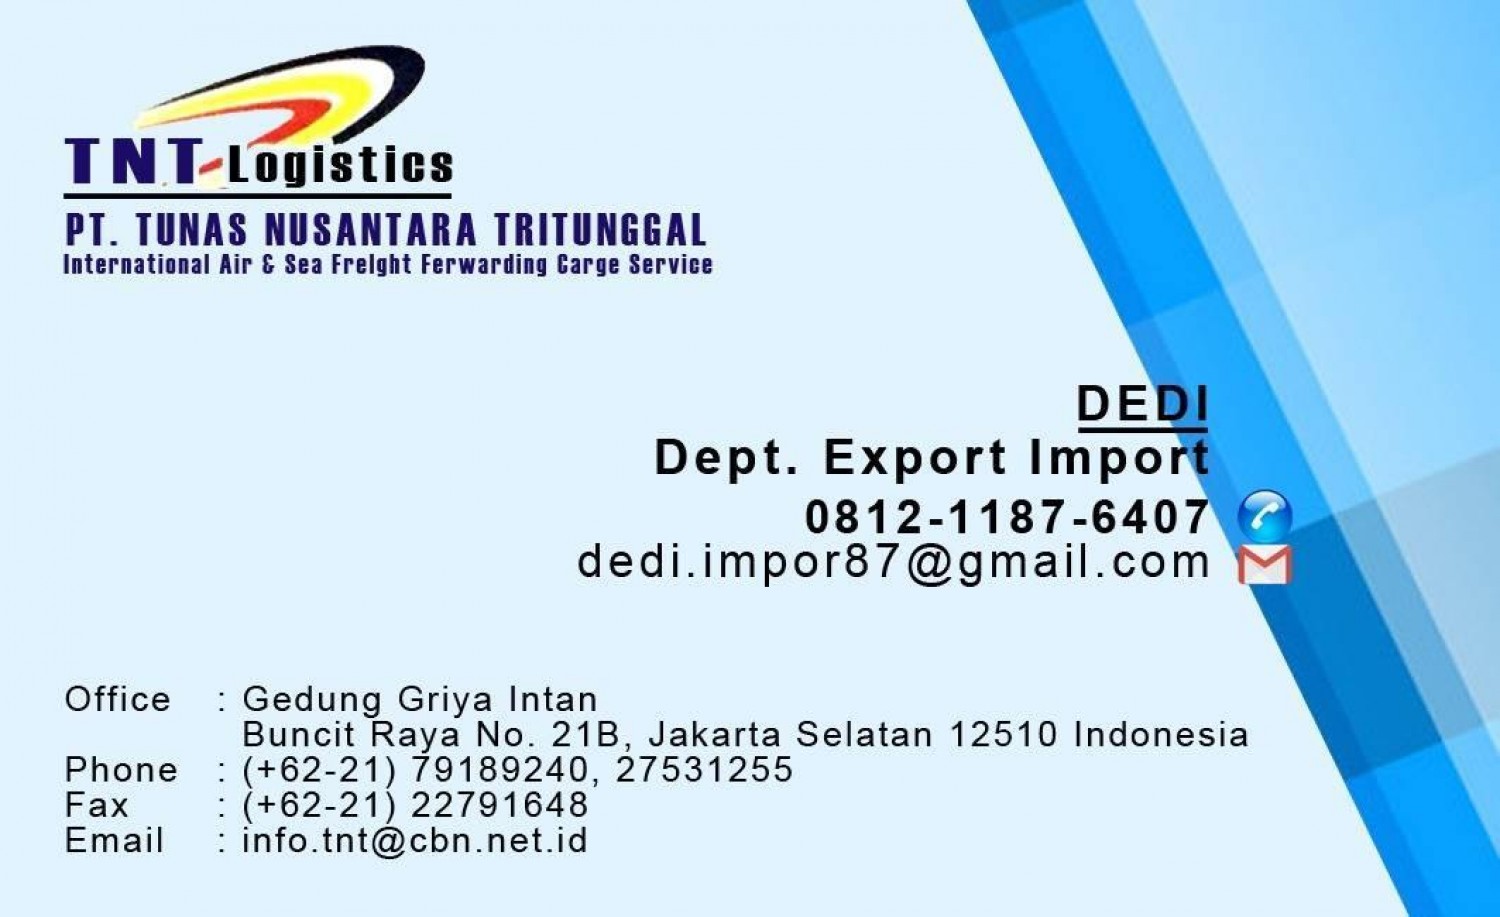 TNT-Logistics
PT. TUNAS NUSANTARA TRITUNGGAL
International Air & Sea Freight Ferwarding Carge Service
DEDI
Dept. Export Import
0812-1187-6407
dedi.impor87@gmail.com
Office : Gedung Griya Intan
Buncit Raya No. 21B, Jakarta Selatan 12510 Indonesia
Phone : (+62-21) 79189240, 27531255
Fax : (+62-21) 22791648
Email : info.tnt@cbn.net.id